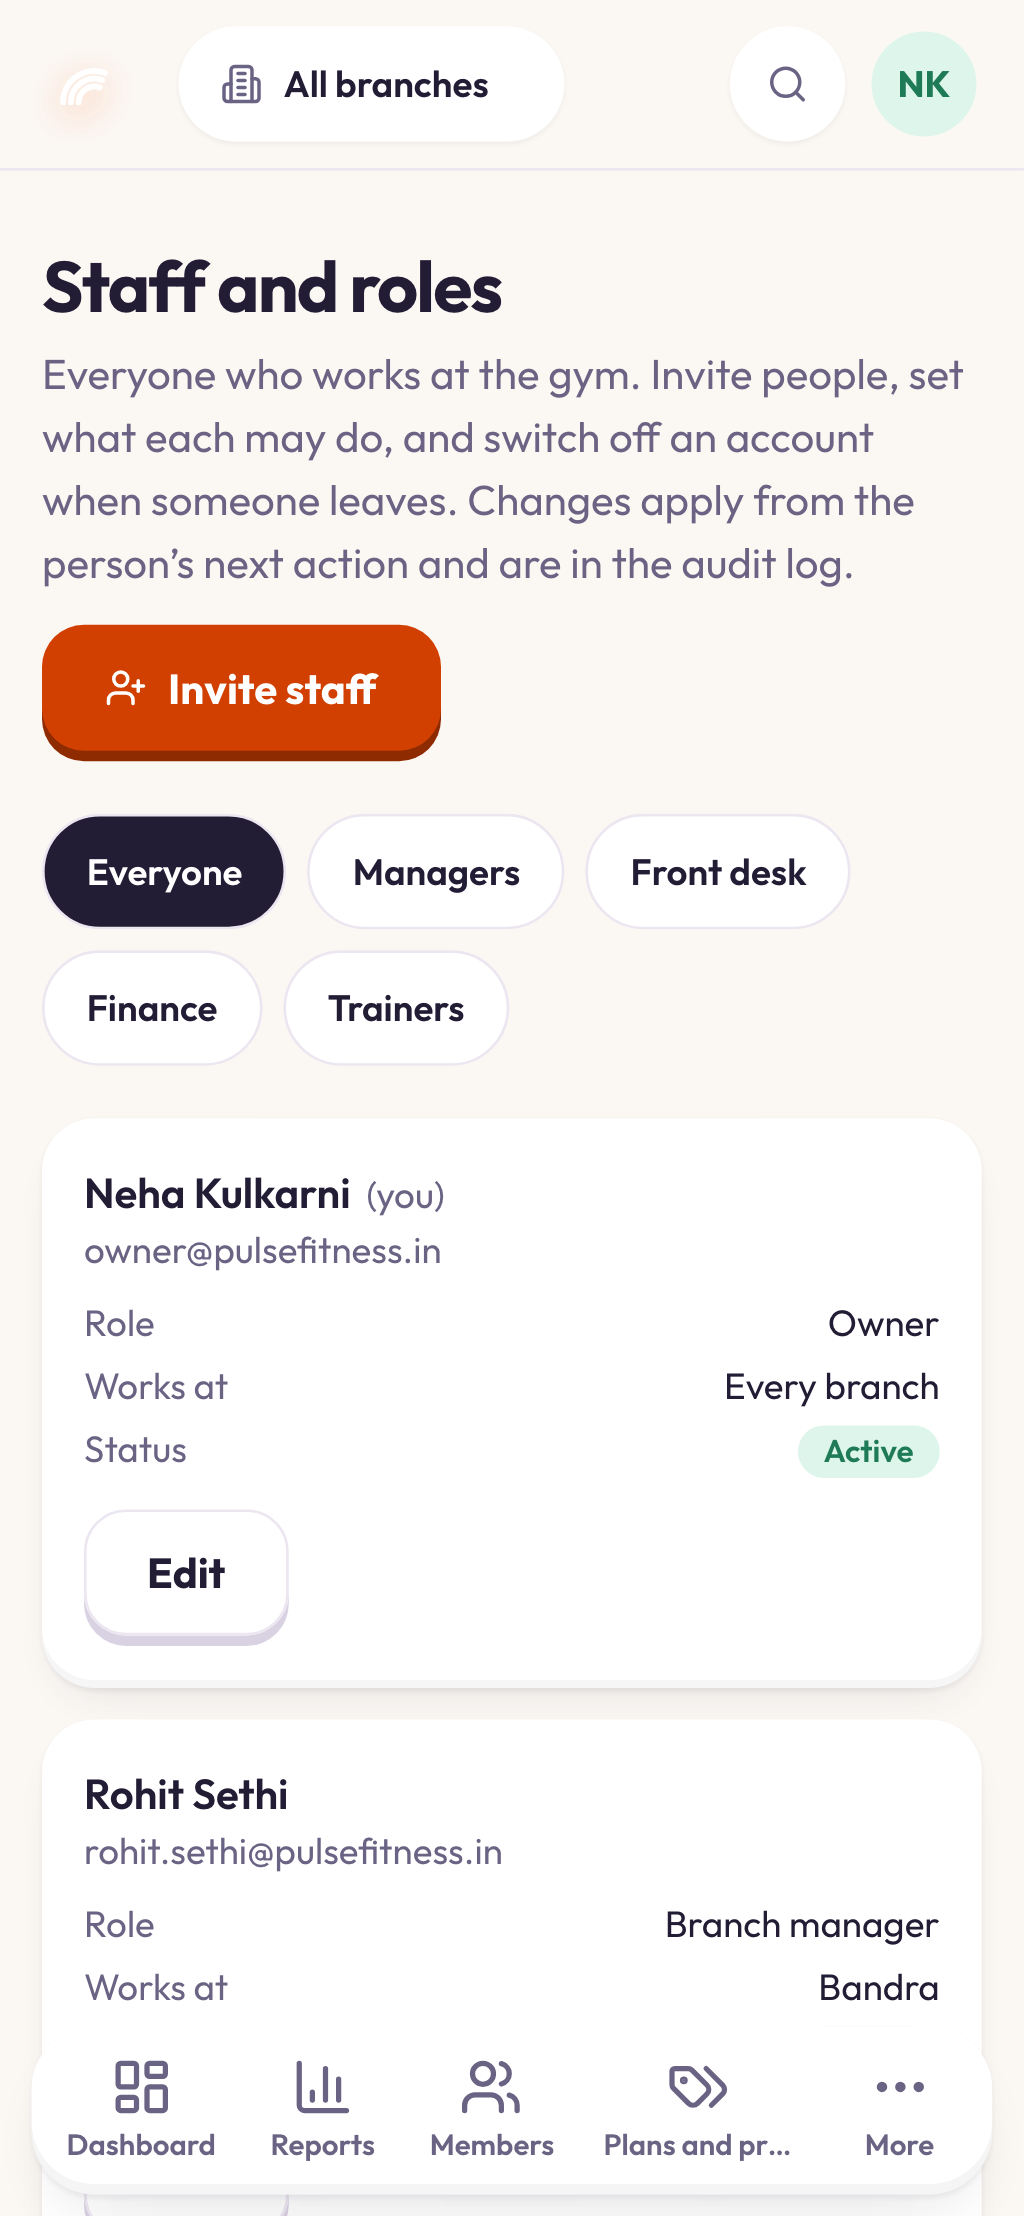 All branches
NK
Staff and roles
Everyone who works at the gym. Invite people, set
what each may do, and switch off an account
when someone leaves. Changes apply from the
person’s next action and are in the audit log.
Invite staff
Everyone Managers Front desk
Finance Trainers
Neha Kulkarni (you)
owner@pulsefitness.in
Role Owner
Works at Every branch
Status Active
Edit
Rohit Sethi
rohit.sethi@pulsefitness.in
Role Branch manager
Works at Bandra
Dashboard Reports Members Plans and pr... More